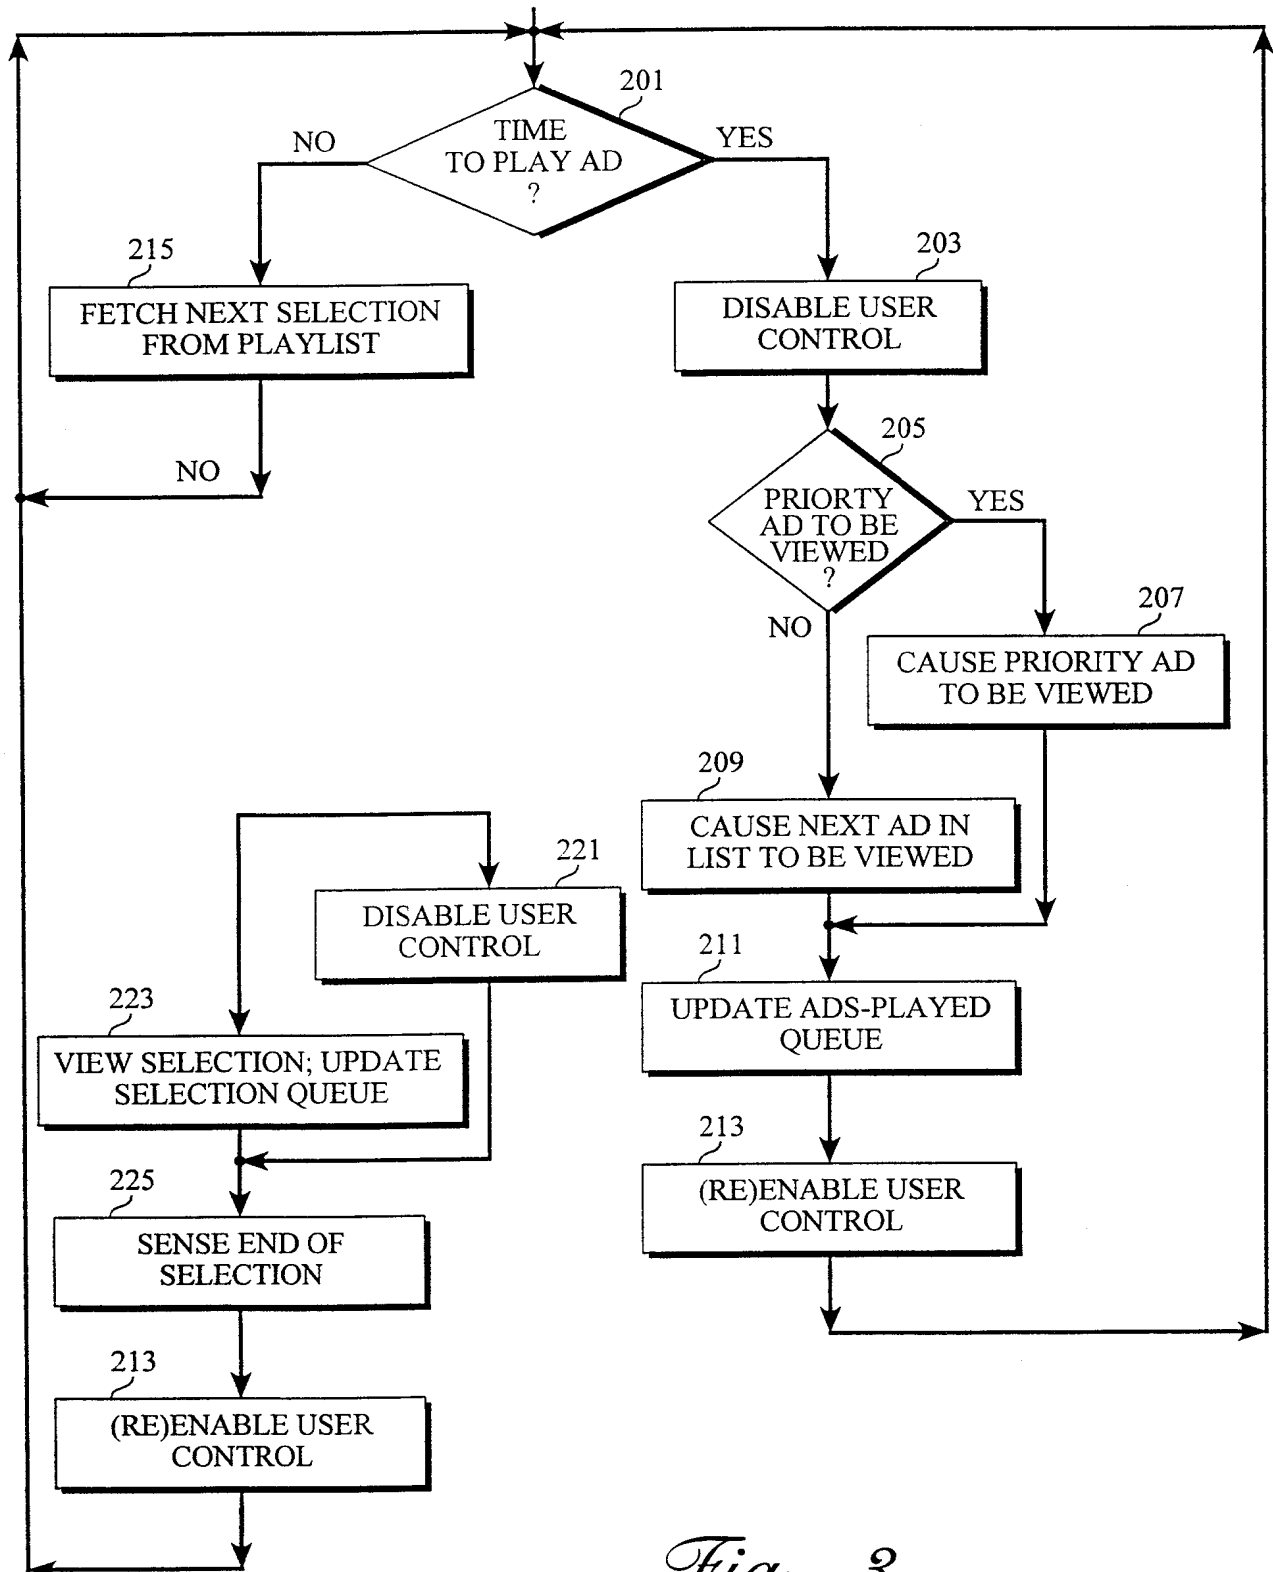 201
TIME
TO PLAY AD
?
NO
YES
215
FETCH NEXT SELECTION
FROM PLAYLIST
NO
203
DISABLE USER
CONTROL
205
PRIORTY
AD TO BE
VIEWED
?
YES
NO
207
CAUSE PRIORITY AD
TO BE VIEWED
209
CAUSE NEXT AD IN
LIST TO BE VIEWED
221
DISABLE USER
CONTROL
211
UPDATE ADS-PLAYED
QUEUE
223
VIEW SELECTION; UPDATE
SELECTION QUEUE
213
(RE)ENABLE USER
CONTROL
225
SENSE END OF
SELECTION
213
(RE)ENABLE USER
CONTROL
Fig. 3